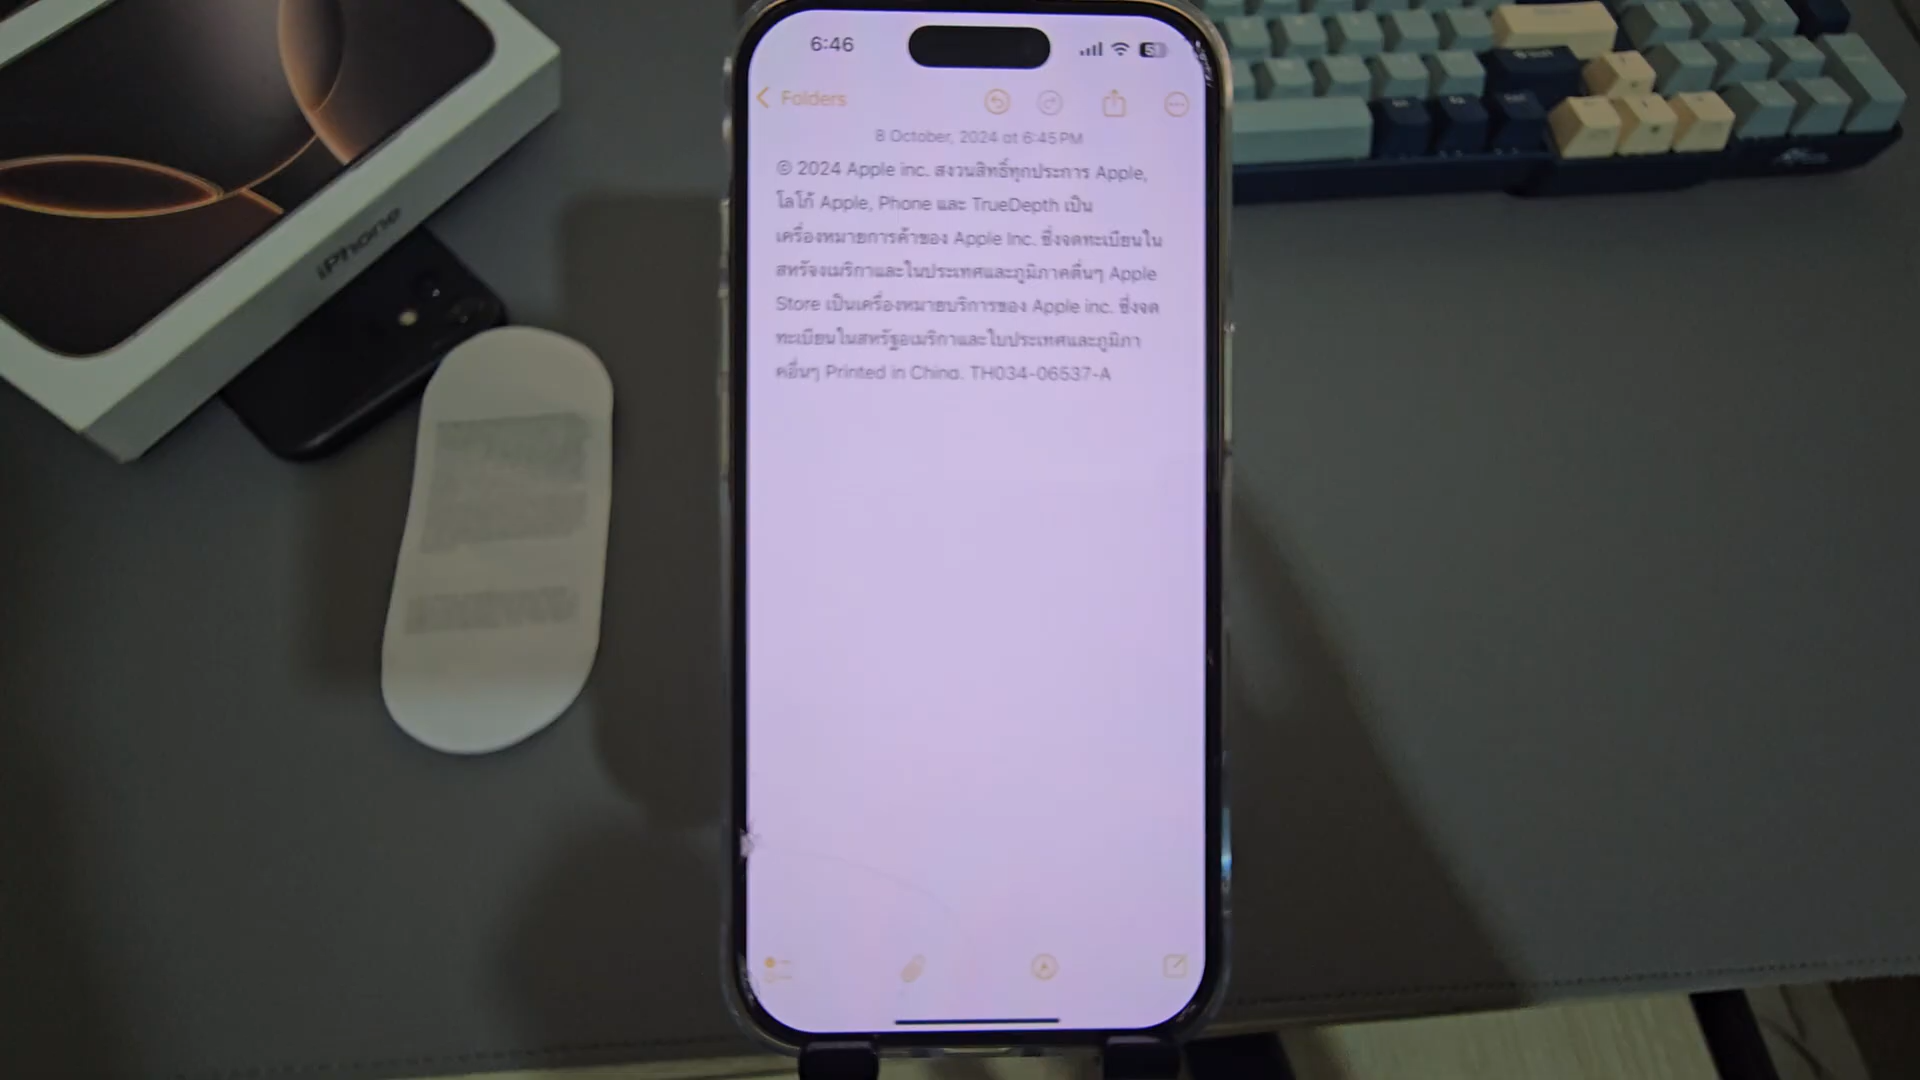 iPhone
6:46
Folders
8 October, 2024 at 6:45 PM
© 2024 Apple inc. สงวนสิทธิ์ทุกประการ Apple,
โลโก้ Apple, Phone และ TrueDepth เป็น
เครื่องหมายการค้าของ Apple Inc. ซึ่งจดทะเบียนใน
สหรัจงเมริกาและในประเทศและภูมิภาคตื่นๆ Apple
Store เป็นเครื่องหมายบริการของ Apple inc. ซึ่งจด
ทะเบียนในสหรัฐอเมริกาและใบประเทศและภูมิภา
คอื่นๆ Printed in China. TH034-06537-A